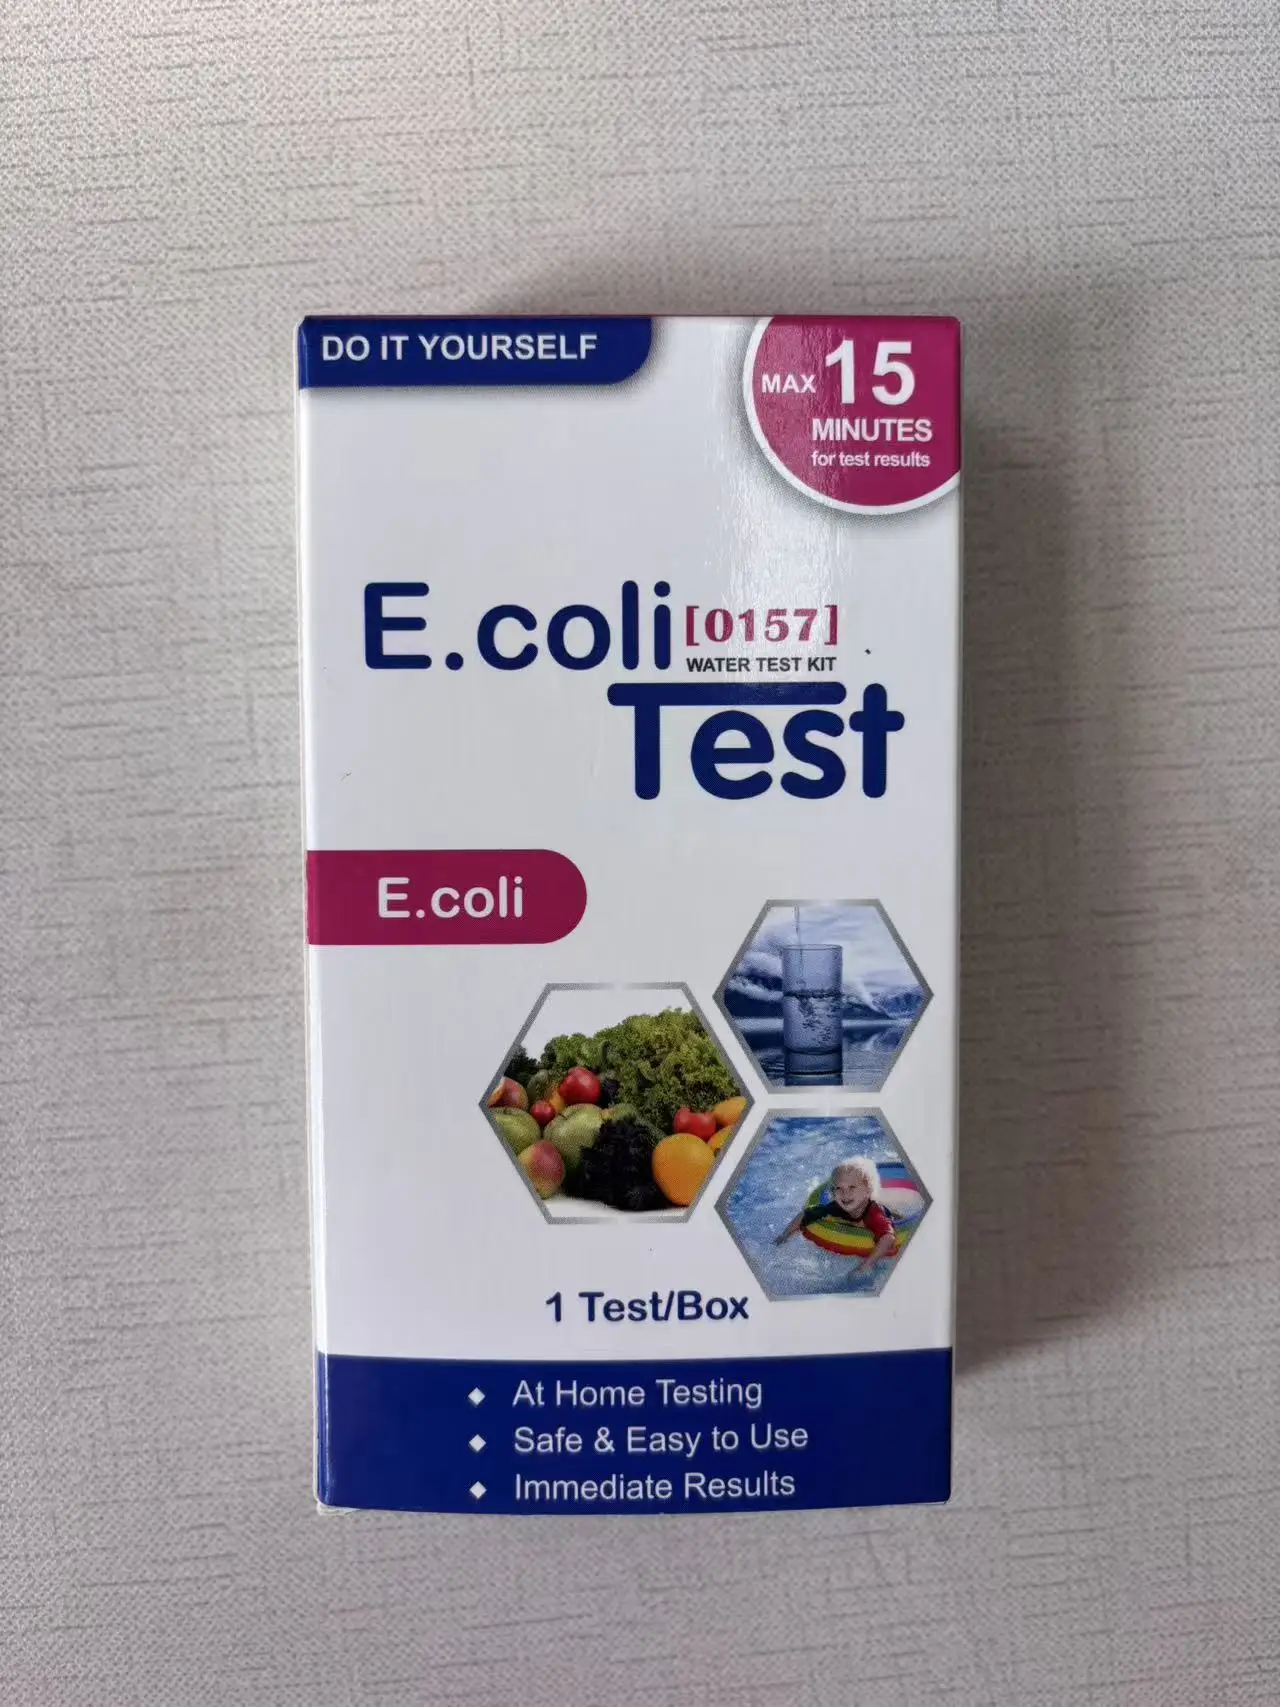 DO IT YOURSELF
MAX 15
MINUTES
for test results
E.coli [0157]
WATER TEST KIT
Test
E.coli
1 Test/Box
At Home Testing
Safe & Easy to Use
Immediate Results